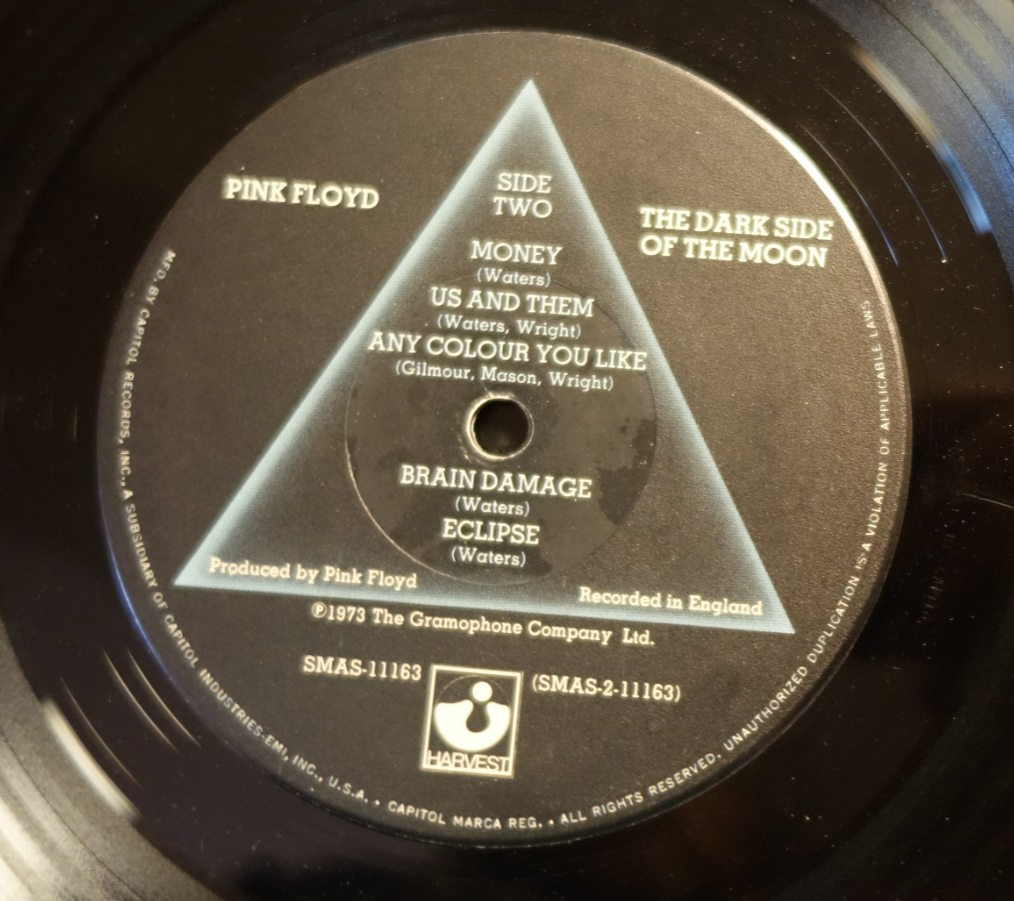 SIDE
TWO
PINK FLOYD
THE DARK SIDE
OF THE MOON
MONEY
(Waters)
US AND THEM
(Waters, Wright)
ANY COLOUR YOU LIKE
(Gilmour, Mason, Wright)
BRAIN DAMAGE
(Waters)
ECLIPSE
(Waters)
Produced by Pink Floyd
Recorded in England
℗1973 The Gramophone Company Ltd.
SMAS-11163
(SMAS-2-11163)
HARVEST
MFD. BY CAPITOL RECORDS, INC., A SUBSIDIARY OF CAPITOL INDUSTRIES-EMI, INC., U.S.A. • CAPITOL MARCA REG. • ALL RIGHTS RESERVED, UNAUTHORIZED DUPLICATION IS A VIOLATION OF APPLICABLE LAWS